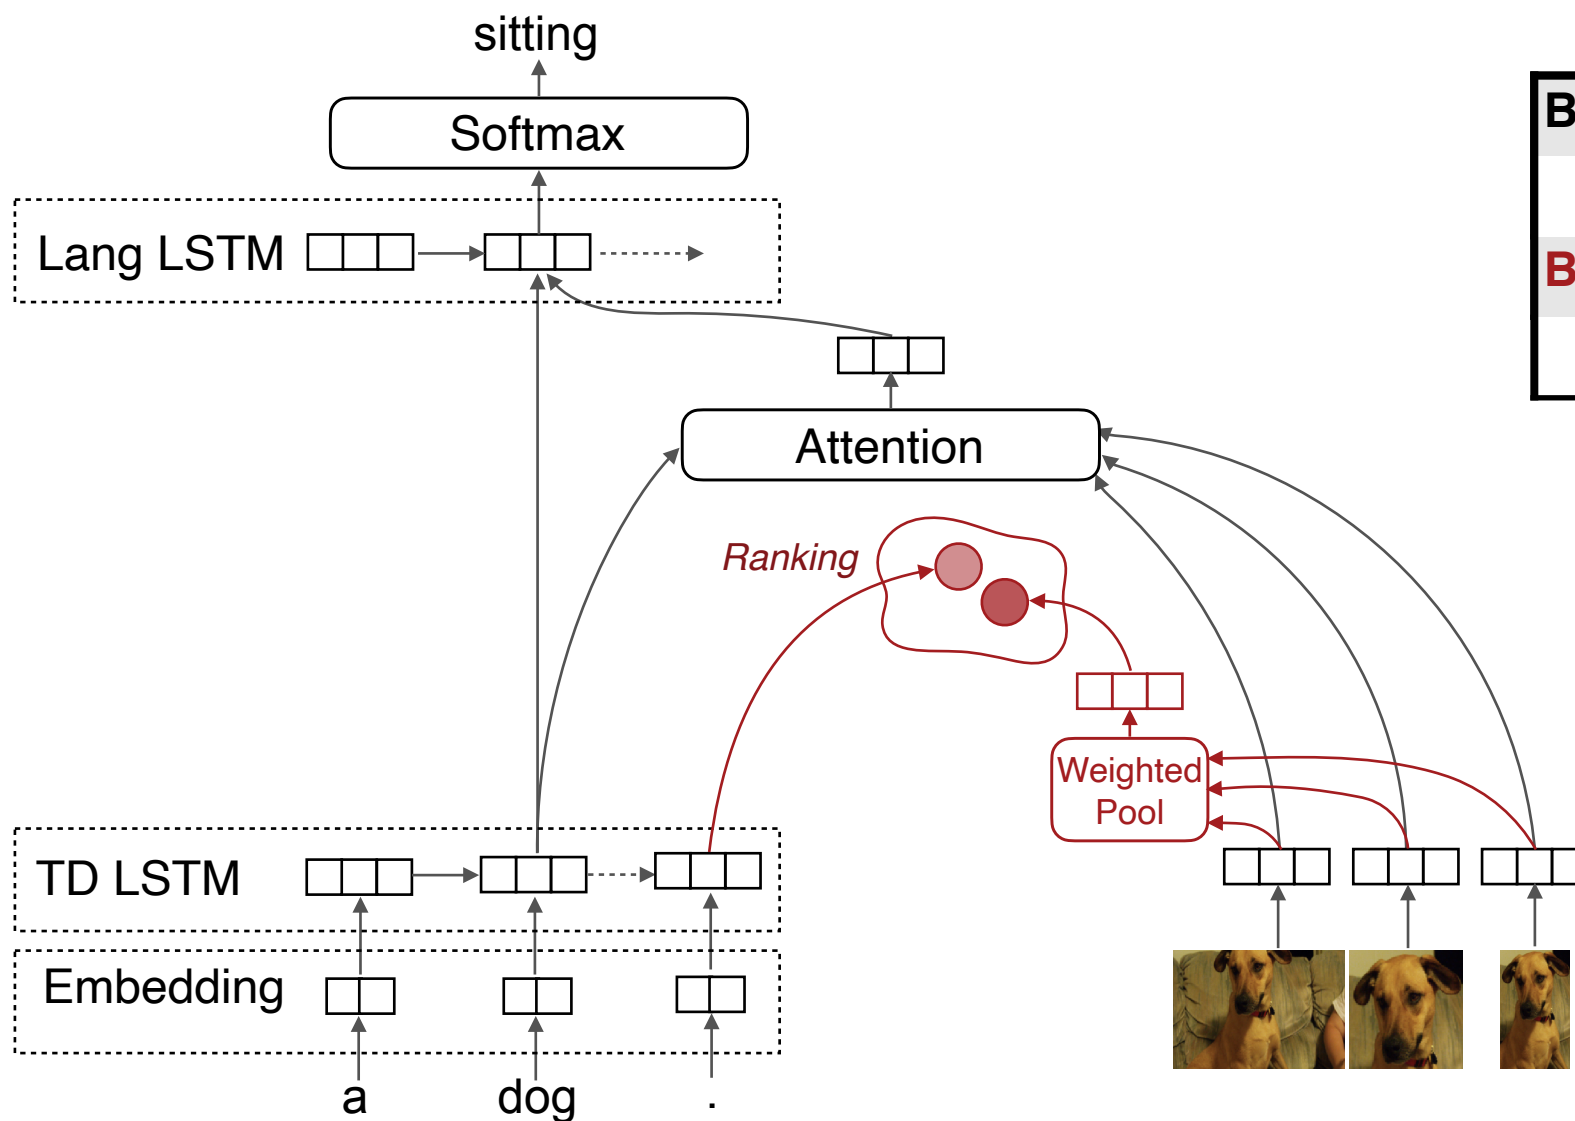 sitting
Softmax
Lang LSTM
B
B
Attention
Ranking
Weighted
Pool
TD LSTM
Embedding
a dog .